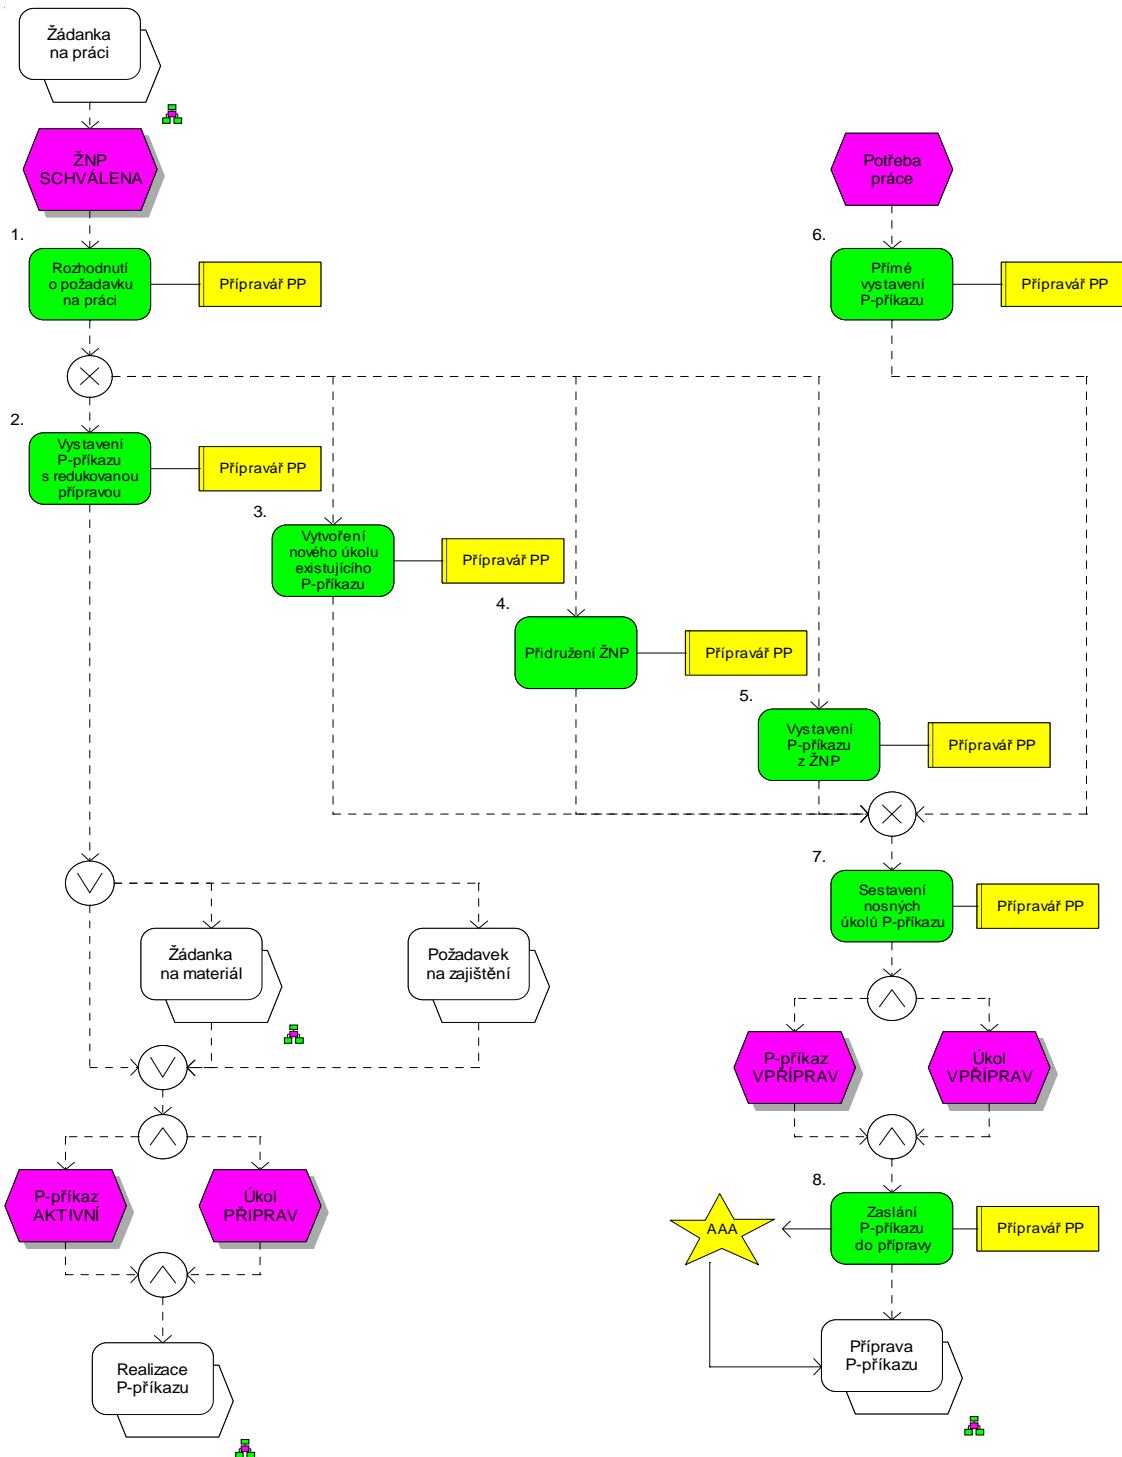 Žádanka
na práci
ŽNP
SCHVÁLENA
Potřeba
práce
1.
Rozhodnutí
o požadavku
na práci
Přípravář PP
6.
Přímé
vystavení
P-příkazu
Přípravář PP
2.
Vystavení
P-příkazu
s redukovanou
přípravou
Přípravář PP
3.
Vytvoření
nového úkolu
existujícího
P-příkazu
Přípravář PP
4.
Přidružení ŽNP
Přípravář PP
5.
Vystavení
P-příkazu
z ŽNP
Přípravář PP
7.
Sestavení
nosných
úkolů P-příkazu
Přípravář PP
Žádanka
na materiál
Požadavek
na zajištění
P-příkaz
VPŘÍPRAV
Úkol
VPŘÍPRAV
P-příkaz
AKTIVNÍ
Úkol
PŘIPRAV
8.
Zaslání
P-příkazu
do přípravy
Přípravář PP
AAA
Realizace
P-příkazu
Příprava
P-příkazu